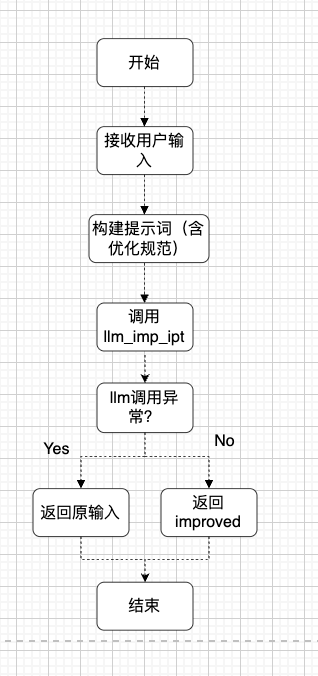 开始
接收用户输
入
构建提示词（含
优化规范）
调用
llm_imp_ipt
llm调用异
常?
Yes
No
返回原输入
返回
improved
结束